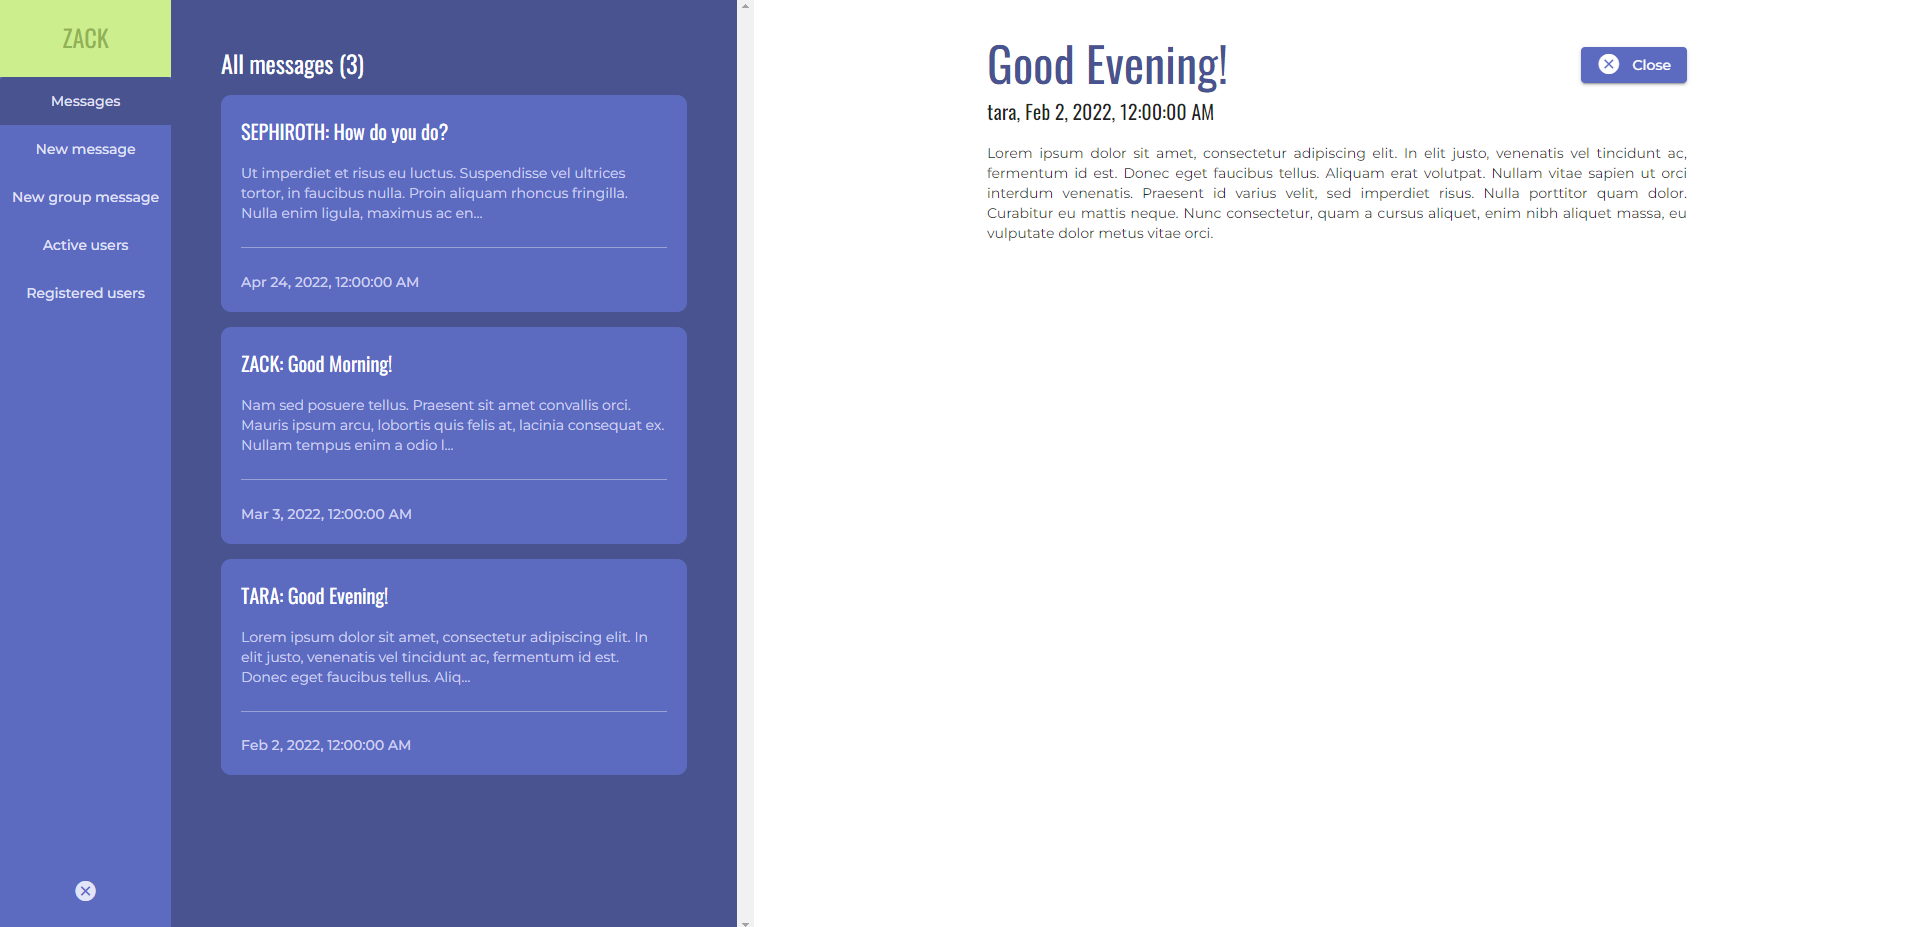 ZACK
Messages
New message
New group message
Active users
Registered users
All messages (3)
SEPHIROTH: How do you do?
Ut imperdiet et risus eu luctus. Suspendisse vel ultrices
tortor, in faucibus nulla. Proin aliquam rhoncus fringilla.
Nulla enim ligula, maximus ac en...
Apr 24, 2022, 12:00:00 AM
ZACK: Good Morning!
Nam sed posuere tellus. Praesent sit amet convallis orci.
Mauris ipsum arcu, lobortis quis felis at, lacinia consequat ex.
Nullam tempus enim a odio l...
Mar 3, 2022, 12:00:00 AM
TARA: Good Evening!
Lorem ipsum dolor sit amet, consectetur adipiscing elit. In
elit justo, venenatis vel tincidunt ac, fermentum id est.
Donec eget faucibus tellus. Aliq...
Feb 2, 2022, 12:00:00 AM
Good Evening!
Close
tara, Feb 2, 2022, 12:00:00 AM
Lorem ipsum dolor sit amet, consectetur adipiscing elit. In elit justo, venenatis vel tincidunt ac,
fermentum id est. Donec eget faucibus tellus. Aliquam erat volutpat. Nullam vitae sapien ut orci
interdum venenatis. Praesent id varius velit, sed imperdiet risus. Nulla porttitor quam dolor.
Curabitur eu mattis neque. Nunc consectetur, quam a cursus aliquet, enim nibh aliquet massa, eu
vulputate dolor metus vitae orci.